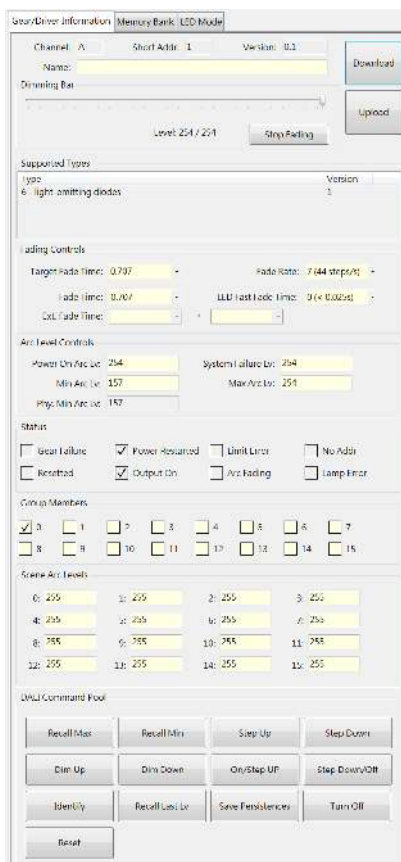 Gear/Driver Information Memory Bank LED Mode
Channel: A Short Addr: 1 Version: 0.1
Name:
Download
Dimming Bar
Upload
Level: 254 / 254 Stop Fading
Supported Types
Type Version
6 light emitting diodes 1
Fading Controls
Target Fade Time: 0.707 Fade Rate: 7 (44 steps/s)
Fade Time: 0.707 LED Fast Fade Time: 0 (< 0.025s)
Ext. Fade Time:
Arc Level Controls
Power On Arc Lv: 254 System Failure Lv: 254
Min Arc Lv: 157 Max Arc Lv: 254
Phy. Min Arc Lv: 157
Status
Gear Failure Power Restarted Limit Error No Addr
Resetted Output On Arc Fading Lamp Error
Group Members
0 1 2 3 4 5 6 7
8 9 10 11 12 13 14 15
Scene Arc Levels
0: 255 1: 255 2: 255 3: 255
4: 255 5: 255 6: 255 7: 255
8: 255 9: 255 10: 255 11: 255
12: 255 13: 255 14: 255 15: 255
DALI Command Pool
Recall Max Recall Min Step Up Step Down
Dim Up Dim Down On/Step UP Step Down/Off
Identify Recall Last Lv Save Persistences Turn Off
Reset